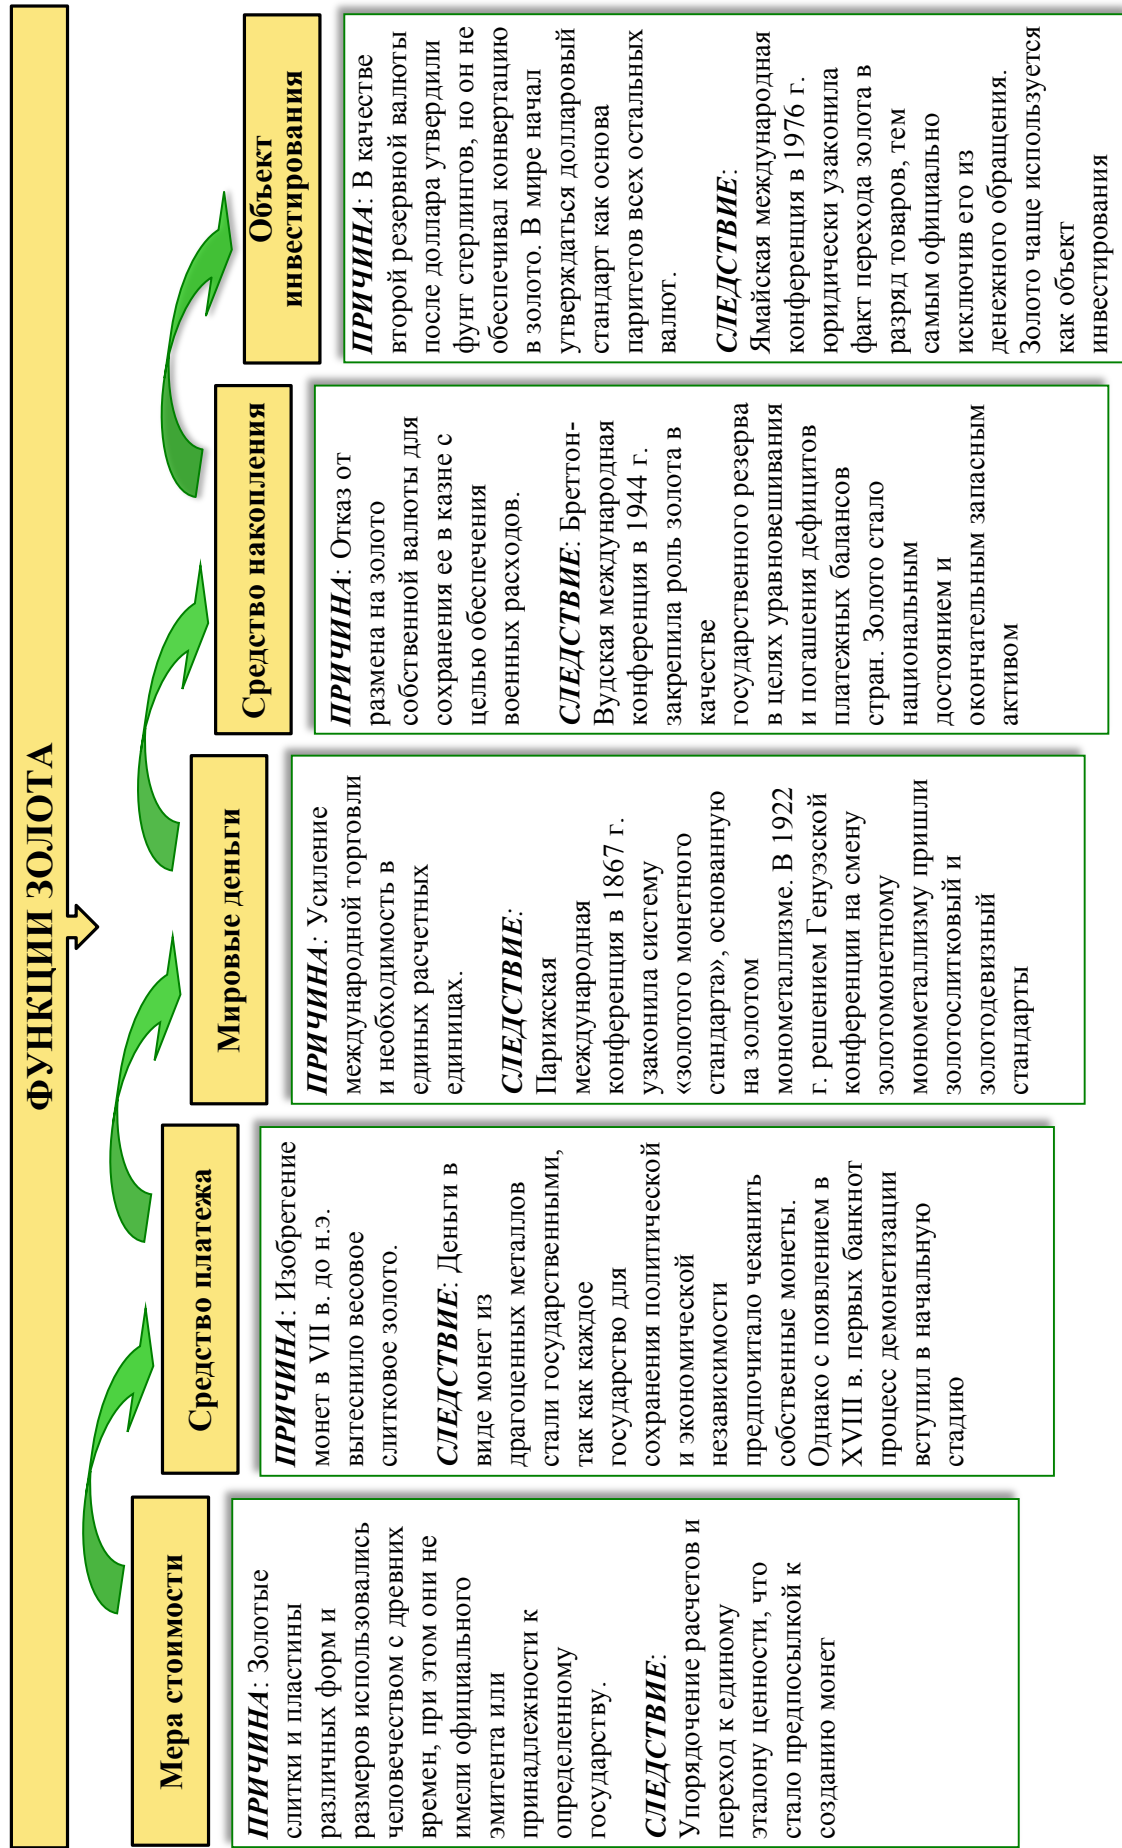 ФУНКЦИИ ЗОЛОТА
Мера стоимости
ПРИЧИНА: Золотые
слитки и пластины
различных форм и
размеров использовались
человечеством с древних
времен, при этом они не
имели официального
эмитента или
принадлежности к
определенному
государству.
СЛЕДСТВИЕ:
Упорядочение расчетов и
переход к единому
эталону ценности, что
стало предпосылкой к
созданию монет
Средство платежа
ПРИЧИНА: Изобретение
монет в VII в. до н.э.
вытеснило весовое
слитковое золото.
СЛЕДСТВИЕ: Деньги в
виде монет из
драгоценных металлов
стали государственными,
так как каждое
государство для
сохранения политической
и экономической
независимости
предпочитало чеканить
собственные монеты.
Однако с появлением в
XVIII в. первых банкнот
процесс демонетизации
вступил в начальную
стадию
Мировые деньги
ПРИЧИНА: Усиление
международной торговли
и необходимость в
единых расчетных
единицах.
СЛЕДСТВИЕ:
Парижская
международная
конференция в 1867 г.
узаконила систему
«золотого монетного
стандарта», основанную
на золотом
монометаллизме. В 1922
г. решением Генуэзской
конференции на смену
золотомонетному
монометаллизму пришли
золотослитковый и
золотодевизный
стандарты
Средство накопления
ПРИЧИНА: Отказ от
размена на золото
собственной валюты для
сохранения ее в казне с
целью обеспечения
военных расходов.
СЛЕДСТВИЕ: Бреттон-
Вудская международная
конференция в 1944 г.
закрепила роль золота в
качестве
государственного резерва
в целях уравновешивания
и погашения дефицитов
платежных балансов
стран. Золото стало
национальным
достоянием и
окончательным запасным
активом
Объект
инвестирования
ПРИЧИНА: В качестве
второй резервной валюты
после доллара утвердили
фунт стерлингов, но он не
обеспечивал конвертацию
в золото. В мире начал
утверждаться долларовый
стандарт как основа
паритетов всех остальных
валют.
СЛЕДСТВИЕ:
Ямайская международная
конференция в 1976 г.
юридически узаконила
факт перехода золота в
разряд товаров, тем
самым официально
исключив его из
денежного обращения.
Золото чаще используется
как объект
инвестирования